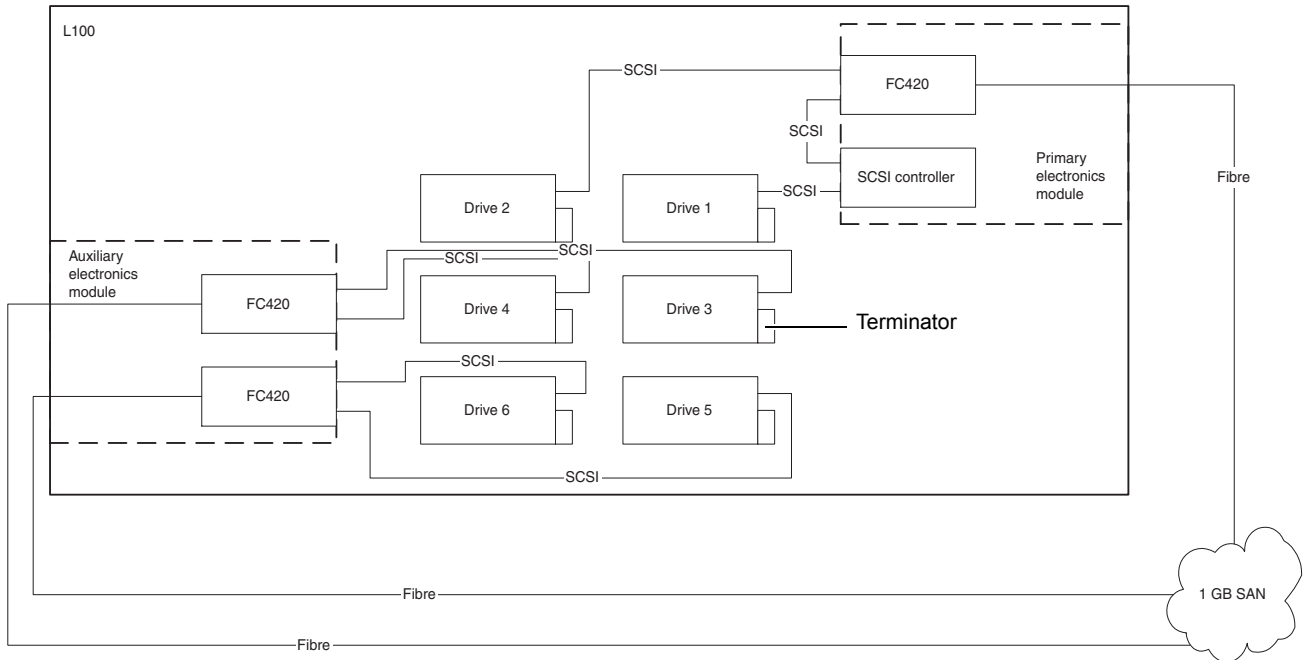 L100
SCSI
FC420
SCSI
SCSI controller
Primary
electronics
module
Fibre
Drive 2
Drive 1
SCSI
Auxiliary
electronics
module
SCSI
SCSI
FC420
Drive 4
Drive 3
Terminator
SCSI
FC420
Drive 6
Drive 5
SCSI
Fibre
1 GB SAN
Fibre